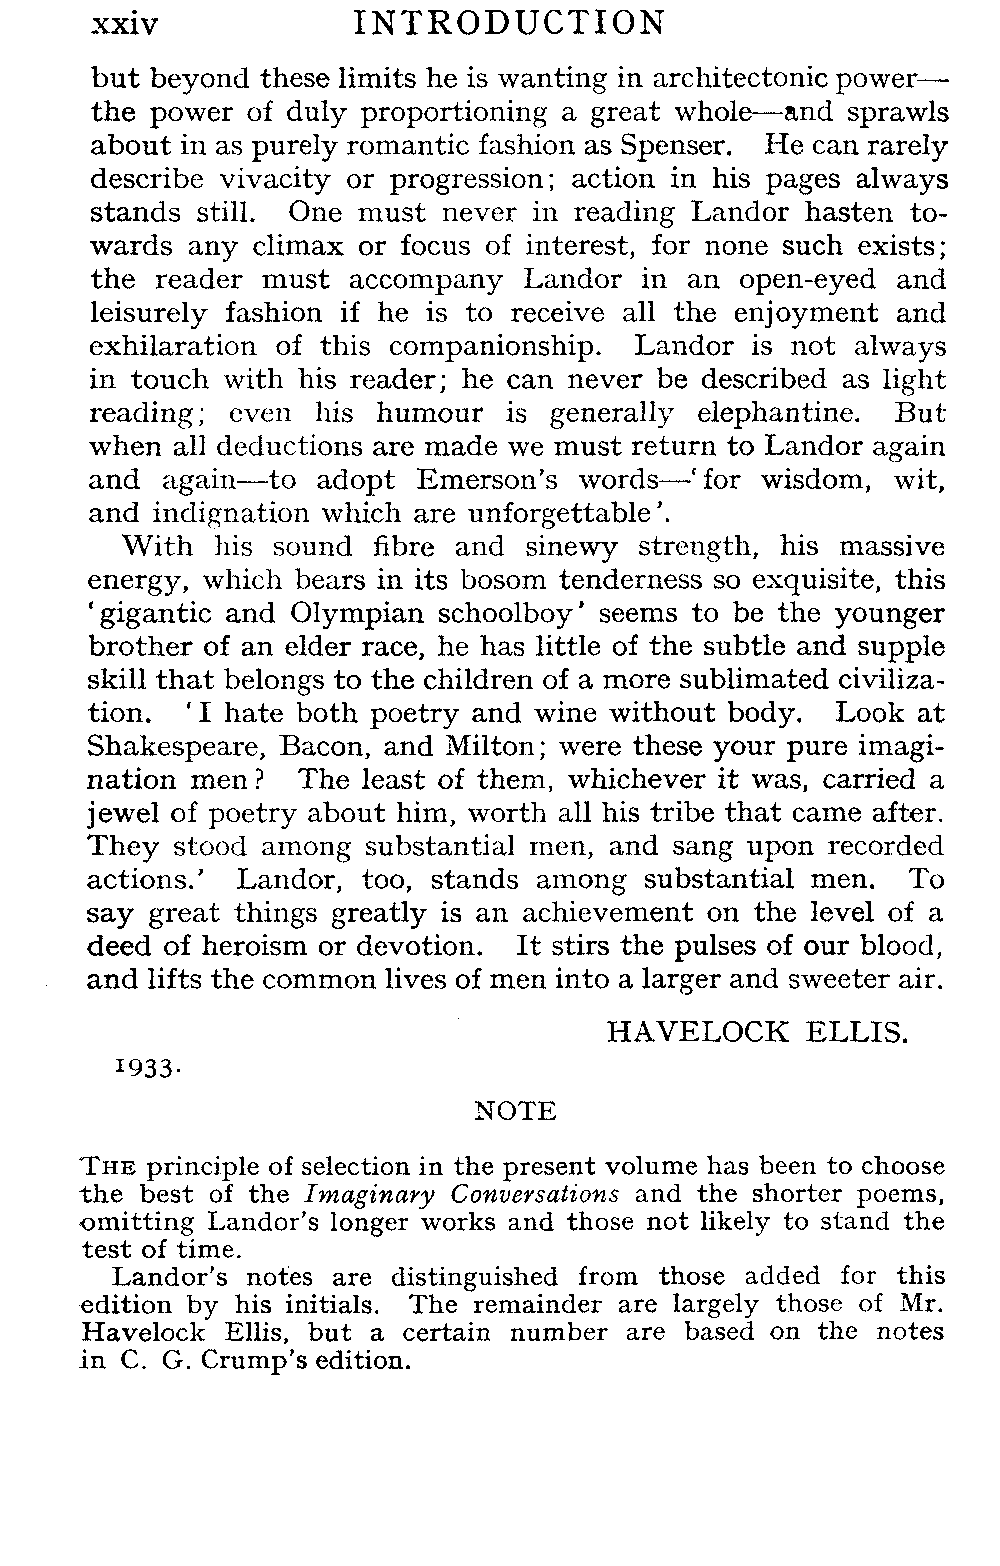 xxiv INTRODUCTION
but beyond these limits he is wanting in architectonic power—
the power of duly proportioning a great whole—and sprawls
about in as purely romantic fashion as Spenser. He can rarely
describe vivacity or progression; action in his pages always
stands still. One must never in reading Landor hasten to-
wards any climax or focus of interest, for none such exists;
the reader must accompany Landor in an open-eyed and
leisurely fashion if he is to receive all the enjoyment and
exhilaration of this companionship. Landor is not always
in touch with his reader; he can never be described as light
reading; even his humour is generally elephantine. But
when all deductions are made we must return to Landor again
and again—to adopt Emerson's words—'for wisdom, wit,
and indignation which are unforgettable'.
With his sound fibre and sinewy strength, his massive
energy, which bears in its bosom tenderness so exquisite, this
'gigantic and Olympian schoolboy' seems to be the younger
brother of an elder race, he has little of the subtle and supple
skill that belongs to the children of a more sublimated civiliza-
tion. 'I hate both poetry and wine without body. Look at
Shakespeare, Bacon, and Milton; were these your pure imagi-
nation men? The least of them, whichever it was, carried a
jewel of poetry about him, worth all his tribe that came after.
They stood among substantial men, and sang upon recorded
actions.' Landor, too, stands among substantial men. To
say great things greatly is an achievement on the level of a
deed of heroism or devotion. It stirs the pulses of our blood,
and lifts the common lives of men into a larger and sweeter air.
HAVELOCK ELLIS.
1933.
NOTE
THE principle of selection in the present volume has been to choose
the best of the Imaginary Conversations and the shorter poems,
omitting Landor's longer works and those not likely to stand the
test of time.
Landor's notes are distinguished from those added for this
edition by his initials. The remainder are largely those of Mr.
Havelock Ellis, but a certain number are based on the notes
in C. G. Crump's edition.